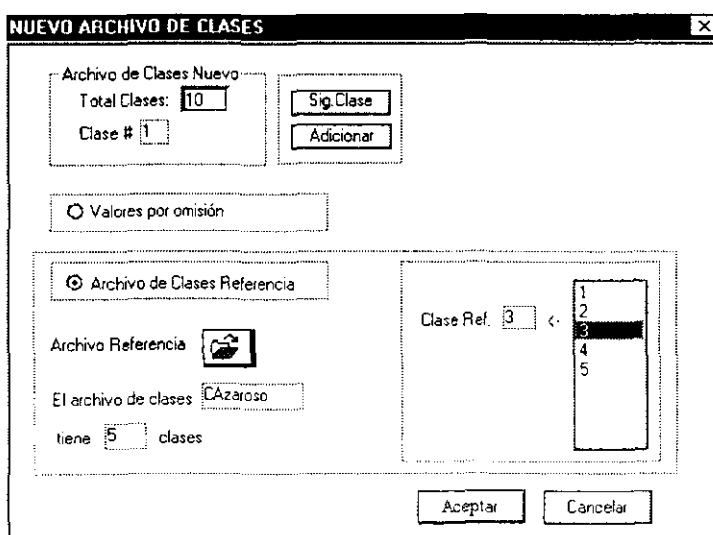 NUEVO ARCHIVO DE CLASES
Archivo de Clases Nuevo
Total Clases: 10
Clase # 1
Sig.Clase
Adicionar
Valores por omisión
Archivo de Clases Referencia
Archivo Referencia
El archivo de clases CAzaroso
tiene 5 clases
Clase Ref. 3 <-
1
2
3
4
5
Aceptar
Cancelar